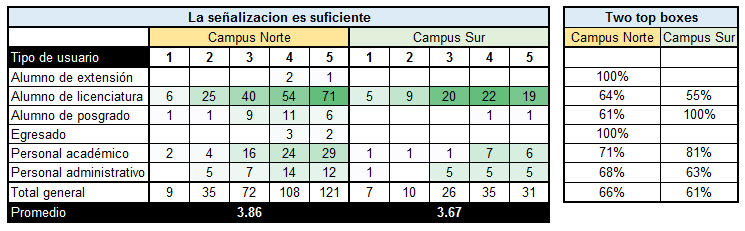 La señalizacion es suficiente Two top boxes
Campus Norte Campus Sur Campus Norte Campus Sur
Tipo de usuario 1 2 3 4 5 1 2 3 4 5
Alumno de extensión 2 1 100%
Alumno de licenciatura 6 25 40 54 71 5 9 20 22 19 64% 55%
Alumno de posgrado 1 1 9 11 6 1 1 61% 100%
Egresado 3 2 100%
Personal académico 2 4 16 24 29 1 1 1 7 6 71% 81%
Personal administrativo 5 7 14 12 1 5 5 5 68% 63%
Total general 9 35 72 108 121 7 10 26 35 31 66% 61%
Promedio 3.86 3.67